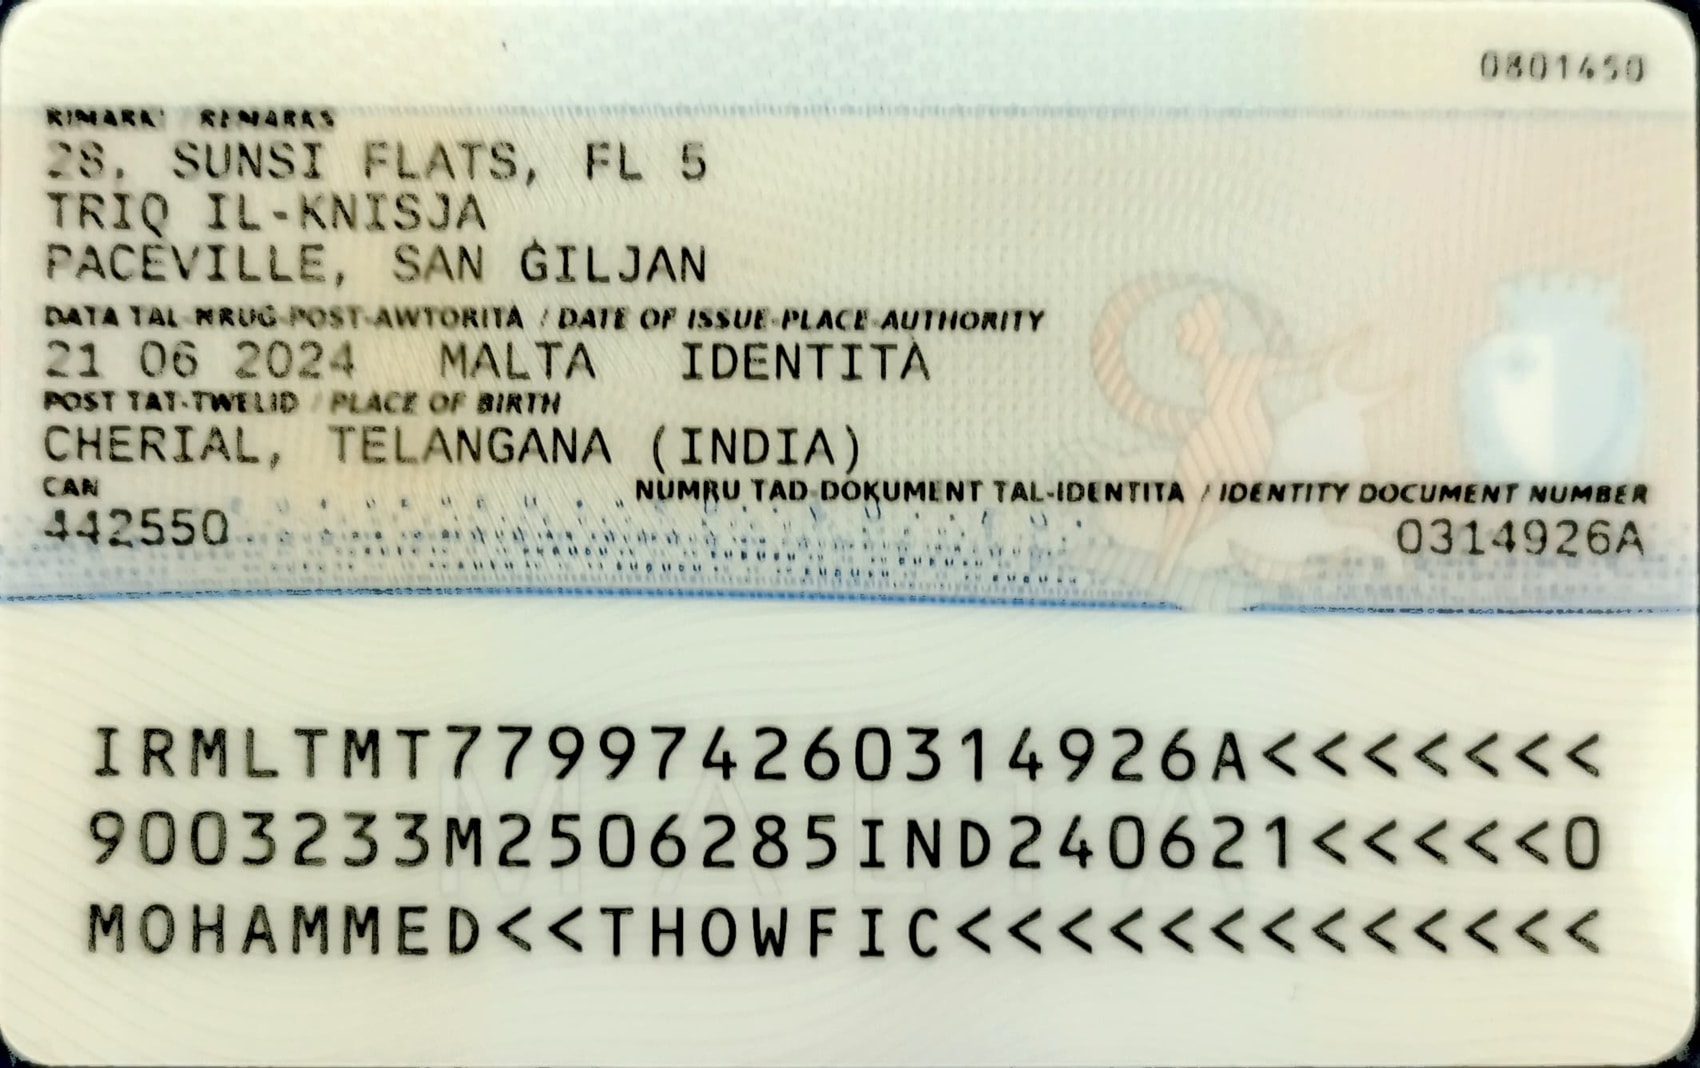 0801450
RIMARKI REMARKS
28, SUNSI FLATS, FL 5
TRIQ IL-KNISJA
PACEVILLE, SAN ĠILJAN
DATA TAL-ĦRUĠ-POST-AWTORITÀ / DATE OF ISSUE-PLACE-AUTHORITY
21 06 2024 MALTA IDENTITÀ
POST TAT-TWELID / PLACE OF BIRTH
CHERIAL, TELANGANA (INDIA)
CAN NUMRU TAD-DOKUMENT TAL-IDENTITÀ / IDENTITY DOCUMENT NUMBER
442550 0314926A
IRMLTMT779974260314926A<<<<<<<
9003233M2506285IND240621<<<<<0
MOHAMMED<<THOWFIC<<<<<<<<<<<<<
MALTA